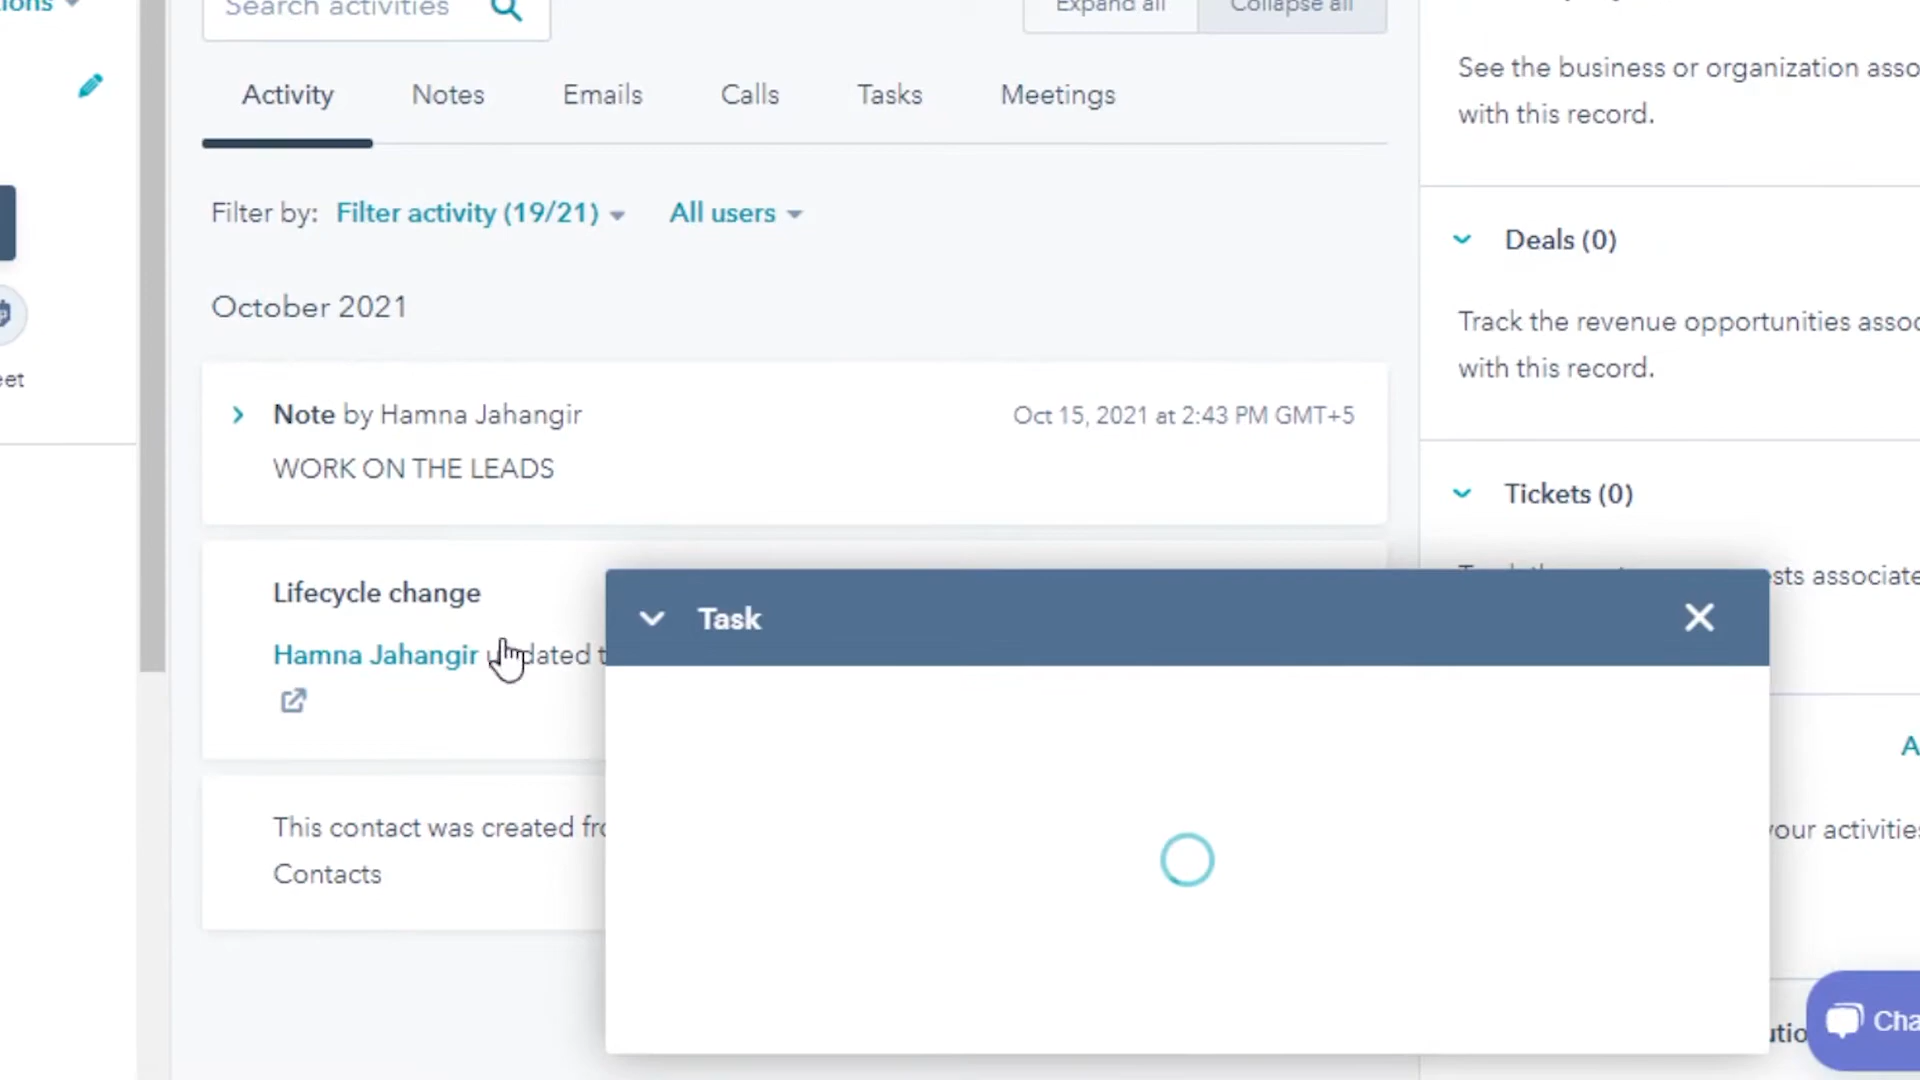 Search activities
Expand all
Collapse all
Activity
Notes
Emails
Calls
Tasks
Meetings
Filter by: Filter activity (19/21) All users
October 2021
Note by Hamna Jahangir
Oct 15, 2021 at 2:43 PM GMT+5
WORK ON THE LEADS
Lifecycle change
Hamna Jahangir updated t
This contact was created fro
Contacts
Task
See the business or organization asso
with this record.
Deals (0)
Track the revenue opportunities assoc
with this record.
Tickets (0)
ests associate
A
your activities
utio
Cha
ions
eet